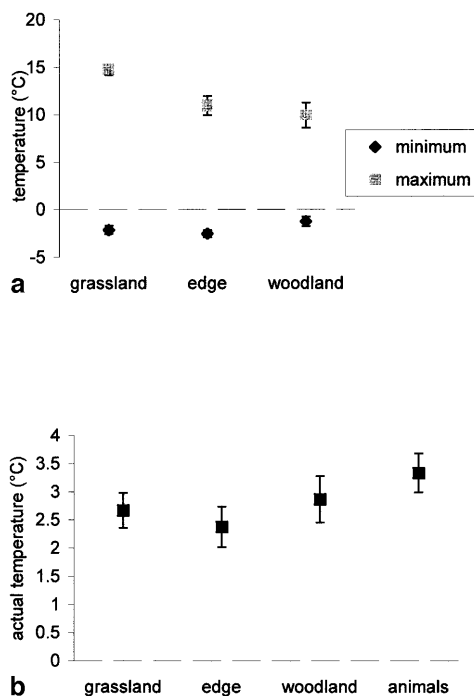 20
15
10
5
0
-5
temperature (°C)
minimum
maximum
grassland edge woodland
a
4
3.5
3
2.5
2
1.5
1
0.5
0
actual temperature (°C)
grassland edge woodland animals
b